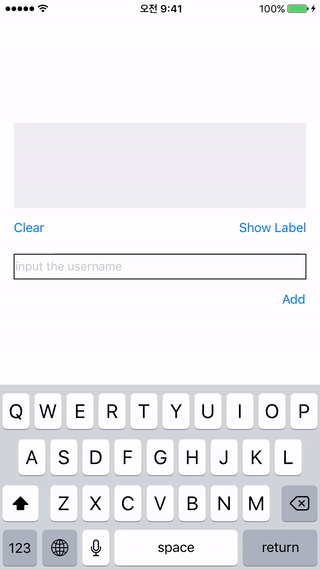 오전 9:41
100%
Clear
Show Label
input the username
Add
Q W E R T Y U I O P
A S D F G H J K L
Z X C V B N M
123 space return